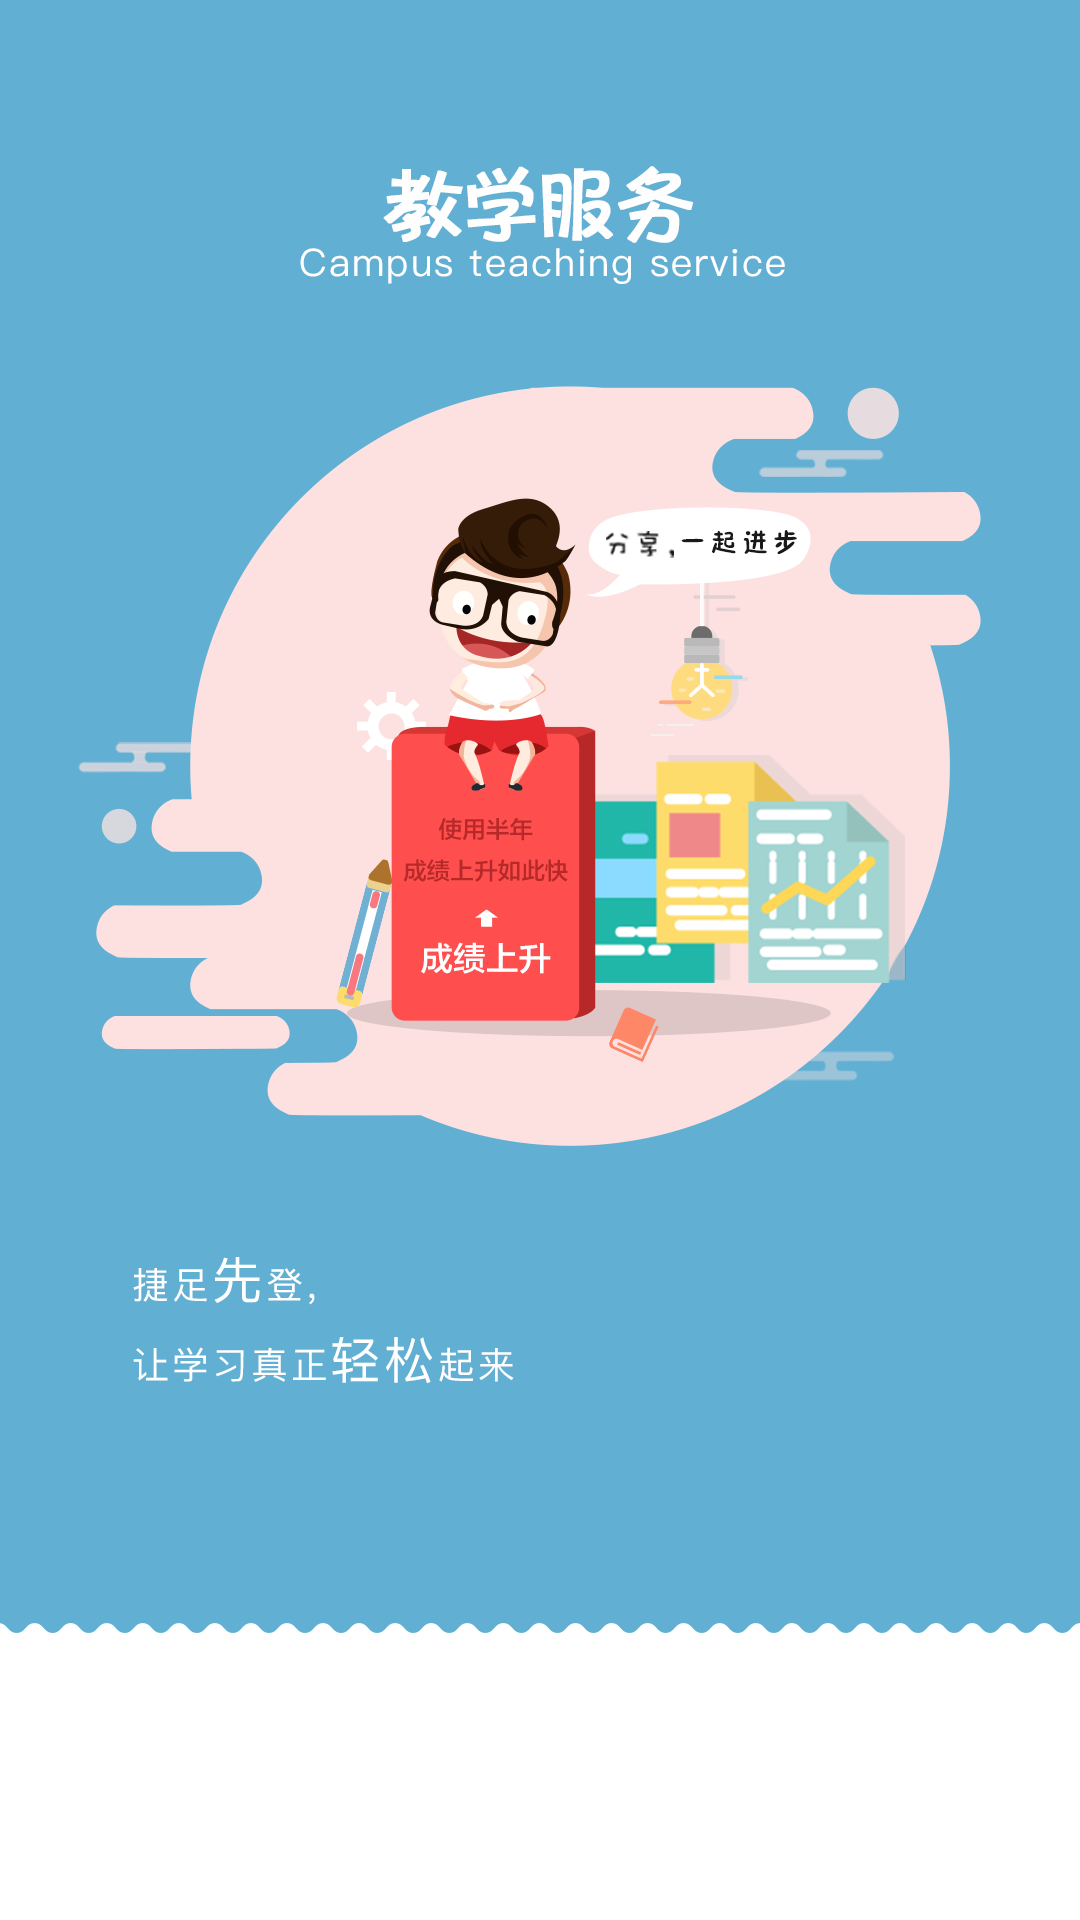 教学服务
Campus teaching service
分享,一起进步
使用半年
成绩上升如此快
成绩上升
捷足先登,
让学习真正轻松起来